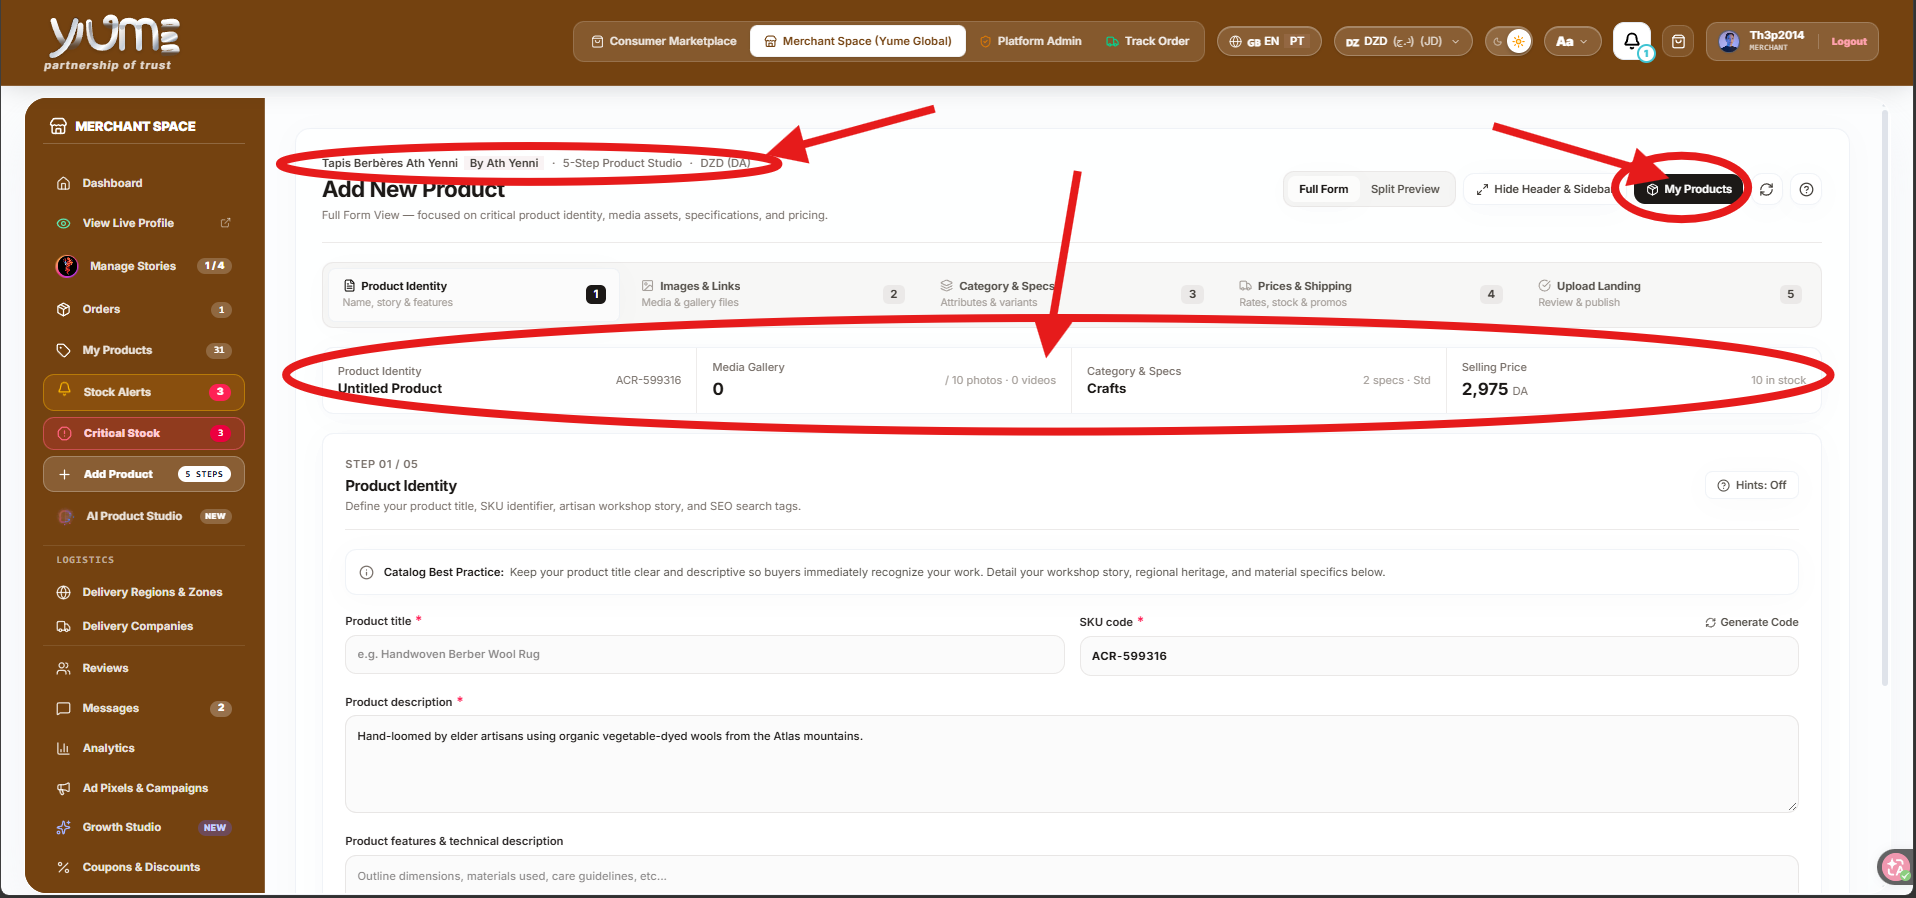 yume
partnership of trust
Consumer Marketplace
Merchant Space (Yume Global)
Platform Admin
Track Order
GB EN PT
DZ DZD (د.ج) (JD)
Aa
1
Th3p2014
MERCHANT
Logout
MERCHANT SPACE
Dashboard
View Live Profile
Manage Stories 1/4
Orders 1
My Products 31
Stock Alerts 3
Critical Stock 3
Add Product 5 STEPS
AI Product Studio NEW
LOGISTICS
Delivery Regions & Zones
Delivery Companies
Reviews
Messages 2
Analytics
Ad Pixels & Campaigns
Growth Studio NEW
Coupons & Discounts
Tapis Berbères Ath Yenni By Ath Yenni · 5-Step Product Studio · DZD (DA)
Add New Product
Full Form View — focused on critical product identity, media assets, specifications, and pricing.
Full Form
Split Preview
Hide Header & Sideba
My Products
Product Identity
Name, story & features
1
Images & Links
Media & gallery files
2
Category & Specs
Attributes & variants
3
Prices & Shipping
Rates, stock & promos
4
Upload Landing
Review & publish
5
Product Identity
Untitled Product
ACR-599316
Media Gallery
0
/ 10 photos · 0 videos
Category & Specs
Crafts
2 specs · Std
Selling Price
2,975 DA
10 in stock
STEP 01 / 05
Product Identity
Define your product title, SKU identifier, artisan workshop story, and SEO search tags.
Hints: Off
Catalog Best Practice: Keep your product title clear and descriptive so buyers immediately recognize your work. Detail your workshop story, regional heritage, and material specifics below.
Product title *
e.g. Handwoven Berber Wool Rug
SKU code *
Generate Code
ACR-599316
Product description *
Hand-loomed by elder artisans using organic vegetable-dyed wools from the Atlas mountains.
Product features & technical description
Outline dimensions, materials used, care guidelines, etc...